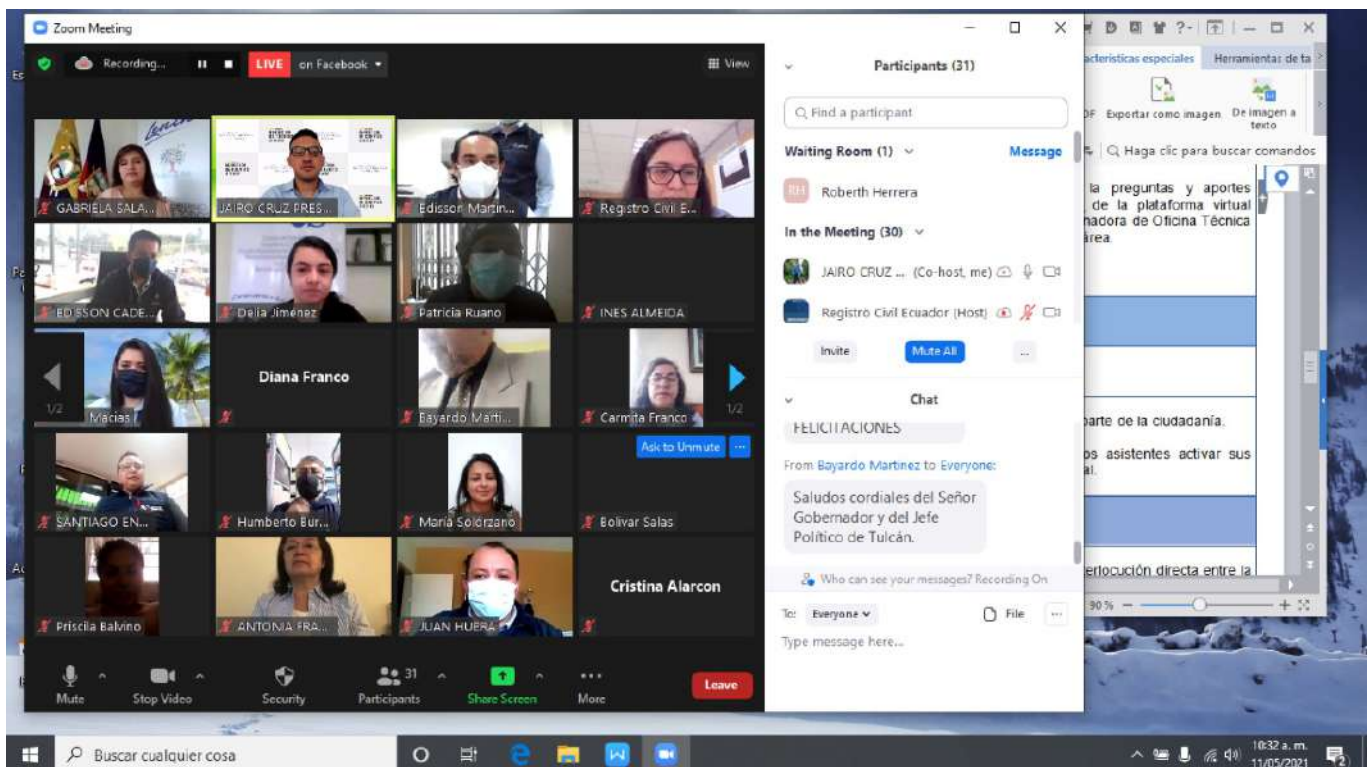 Zoom Meeting
Recording...
LIVE on Facebook
View
GABRIELA SALA...
JAIRO CRUZ PRES...
Edisson Martin...
Registro Civil E...
EDISSON CADE...
Delia Jiménez
Patricia Ruano
INES ALMEIDA
1/2
Macias
Diana Franco
Bayardo Marti...
Carmita Franco
1/2
SANTIAGO EN...
Humberto Bur...
María Solórzano
Ask to Unmute
...
Bolivar Salas
Priscila Balvino
ANTONIA FRA...
JUAN HUERA
Cristina Alarcon
Mute
Stop Video
Security
Participants
31
Share Screen
More
Leave
Participants (31)
Find a participant
Waiting Room (1)
Message
RH
Roberth Herrera
In the Meeting (30)
JAIRO CRUZ ... (Co-host, me)
Registro Civil Ecuador (Host)
Invite
Mute All
...
Chat
FELICITACIONES
From Bayardo Martinez to Everyone:
Saludos cordiales del Señor
Gobernador y del Jefe
Político de Tulcán.
Who can see your messages? Recording On
To: Everyone
File
...
Type message here...
acterísticas especiales
Herramientas de ta
Exportar como imagen
De imagen a
texto
Haga clic para buscar comandos
la preguntas y aportes
de la plataforma virtual
nadora de Oficina Técnica
área.
parte de la ciudadanía.
os asistentes activar sus
al.
erlocución directa entre la
90 %
Buscar cualquier cosa
10:32 a. m.
11/05/2021
2